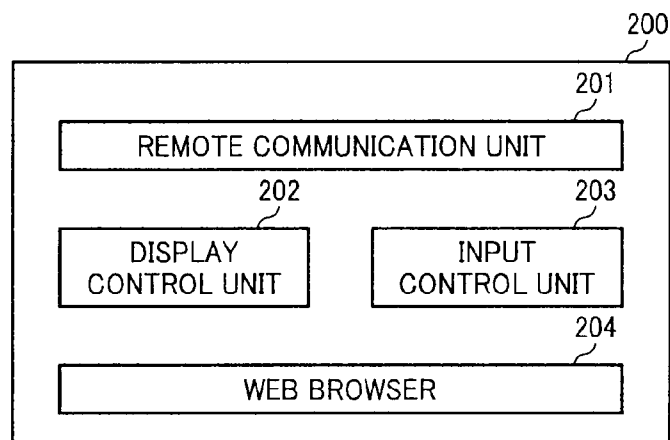 200
201
REMOTE COMMUNICATION UNIT
202
203
DISPLAY
CONTROL UNIT
INPUT
CONTROL UNIT
204
WEB BROWSER